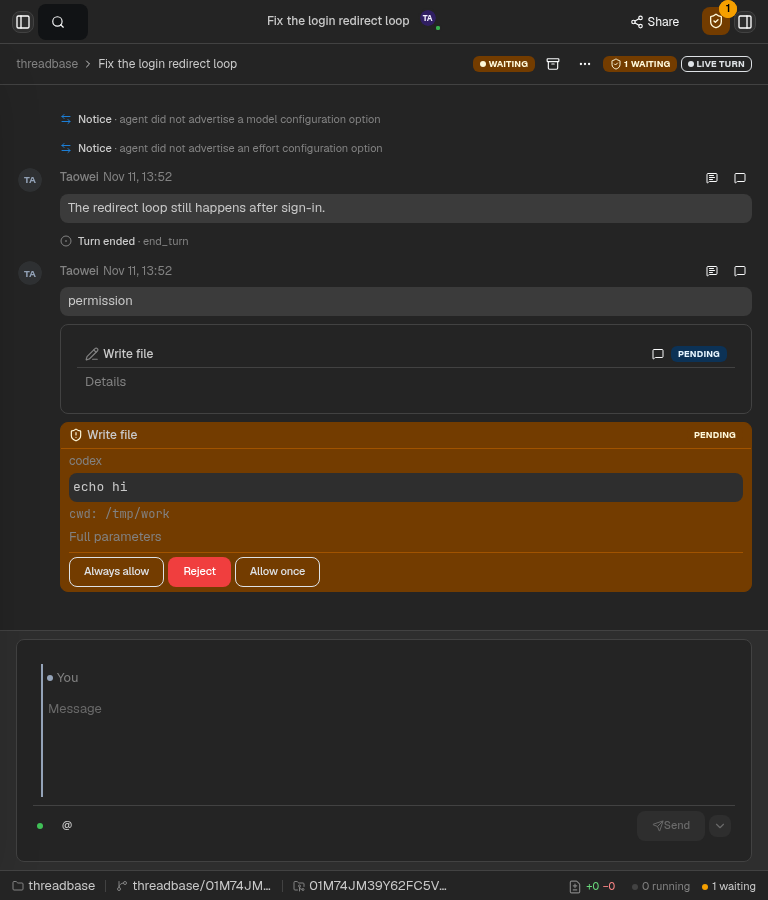 Fix the login redirect loop TA Share 1
threadbase > Fix the login redirect loop WAITING 1 WAITING LIVE TURN
Notice · agent did not advertise a model configuration option
Notice · agent did not advertise an effort configuration option
TA Taowei Nov 11, 13:52
The redirect loop still happens after sign-in.
Turn ended · end_turn
TA Taowei Nov 11, 13:52
permission
Write file PENDING
Details
Write file PENDING
codex
echo hi
cwd: /tmp/work
Full parameters
Always allow Reject Allow once
You
Message
@ Send
threadbase threadbase/01M74JM… 01M74JM39Y62FC5V… +0 −0 0 running 1 waiting